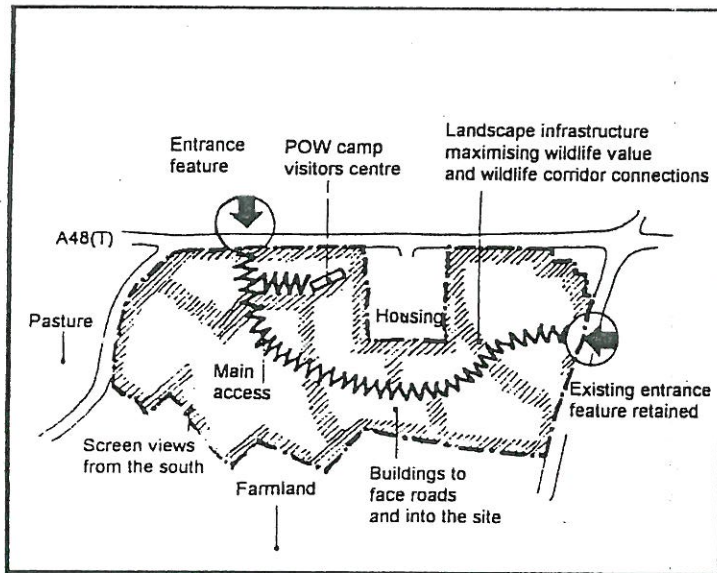 Entrance
feature
POW camp
visitors centre
Landscape infrastructure
maximising wildlife value
and wildlife corridor connections
A48(T)
Pasture
Housing
Main
access
Existing entrance
feature retained
Screen views
from the south
Buildings to
face roads
and into the site
Farmland